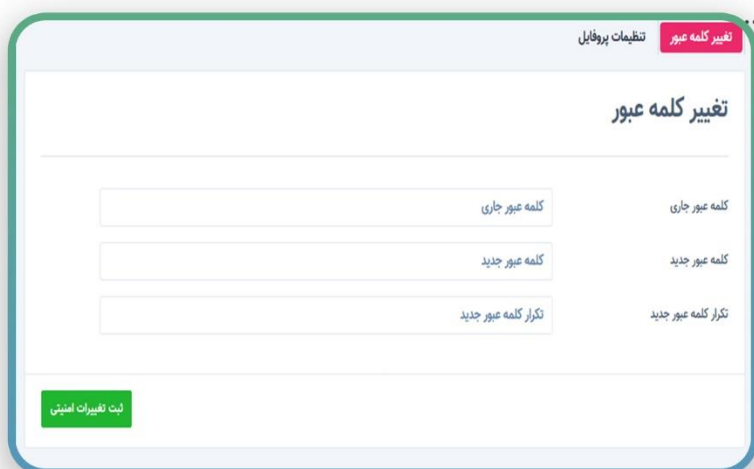 تغییر کلمه عبور
تنظیمات پروفایل
تغییر کلمه عبور
کلمه عبور جاری
کلمه عبور جاری
کلمه عبور جدید
کلمه عبور جدید
تکرار کلمه عبور جدید
تکرار کلمه عبور جدید
ثبت تغییرات امنیتی